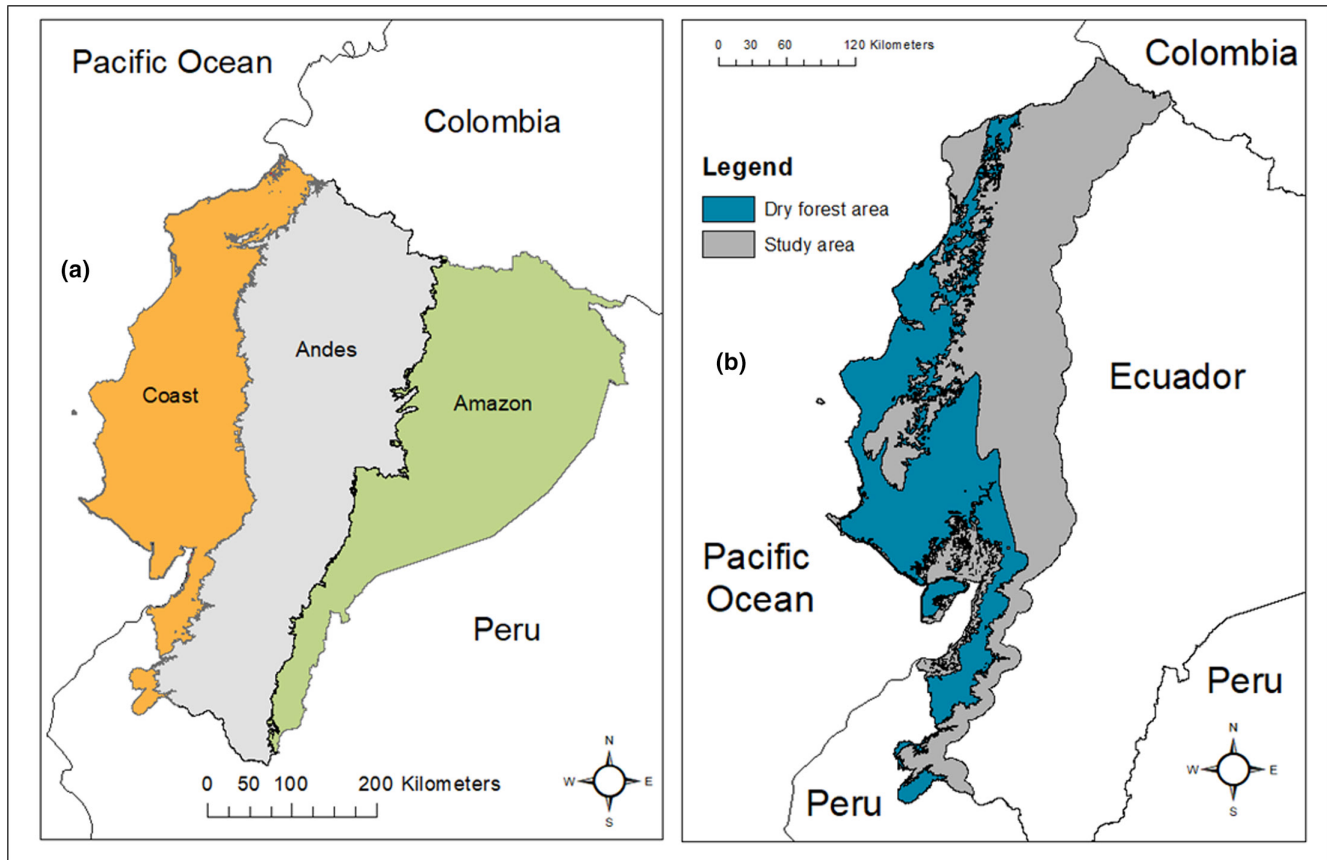 Pacific Ocean
Colombia
(a)
Andes
Coast
Amazon
Peru
0 50 100 200 Kilometers
N
W E
S
0 30 60 120 Kilometers
Colombia
Legend
Dry forest area
Study area
(b)
Ecuador
Pacific
Ocean
Peru
Peru
N
W E
S